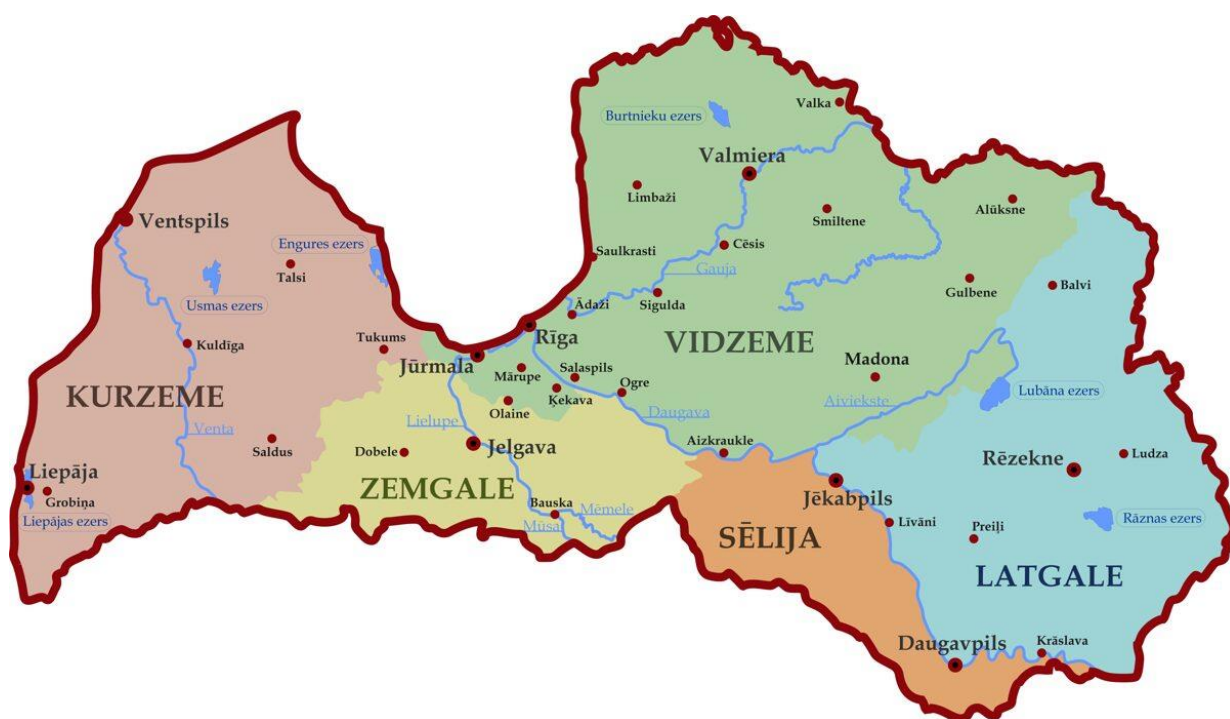 Valka
Burtnieku ezers
Valmiera
Limbaži
Alūksne
Smiltene
Ventspils
Engures ezers
Cēsis
Saulkrasti
Gauja
Talsi
Gulbene
Balvi
Sigulda
Usmas ezers
Ādaži
Rīga
Tukums
Kuldīga
VIDZEME
Madona
Jūrmala
Mārupe
Salaspils
Ogre
Ķekava
Lubāna ezers
KURZEME
Olaine
Aiviekste
Daugava
Lielupe
Venta
Saldus
Dobele
Jelgava
Aizkraukle
Ludza
Rēzekne
Liepāja
Grobiņa
ZEMGALE
Jēkabpils
Bauska
Mēmele
Liepājas ezers
Mūsa
Līvāni
Rāznas ezers
SĒLIJA
Preiļi
LATGALE
Daugavpils
Krāslava